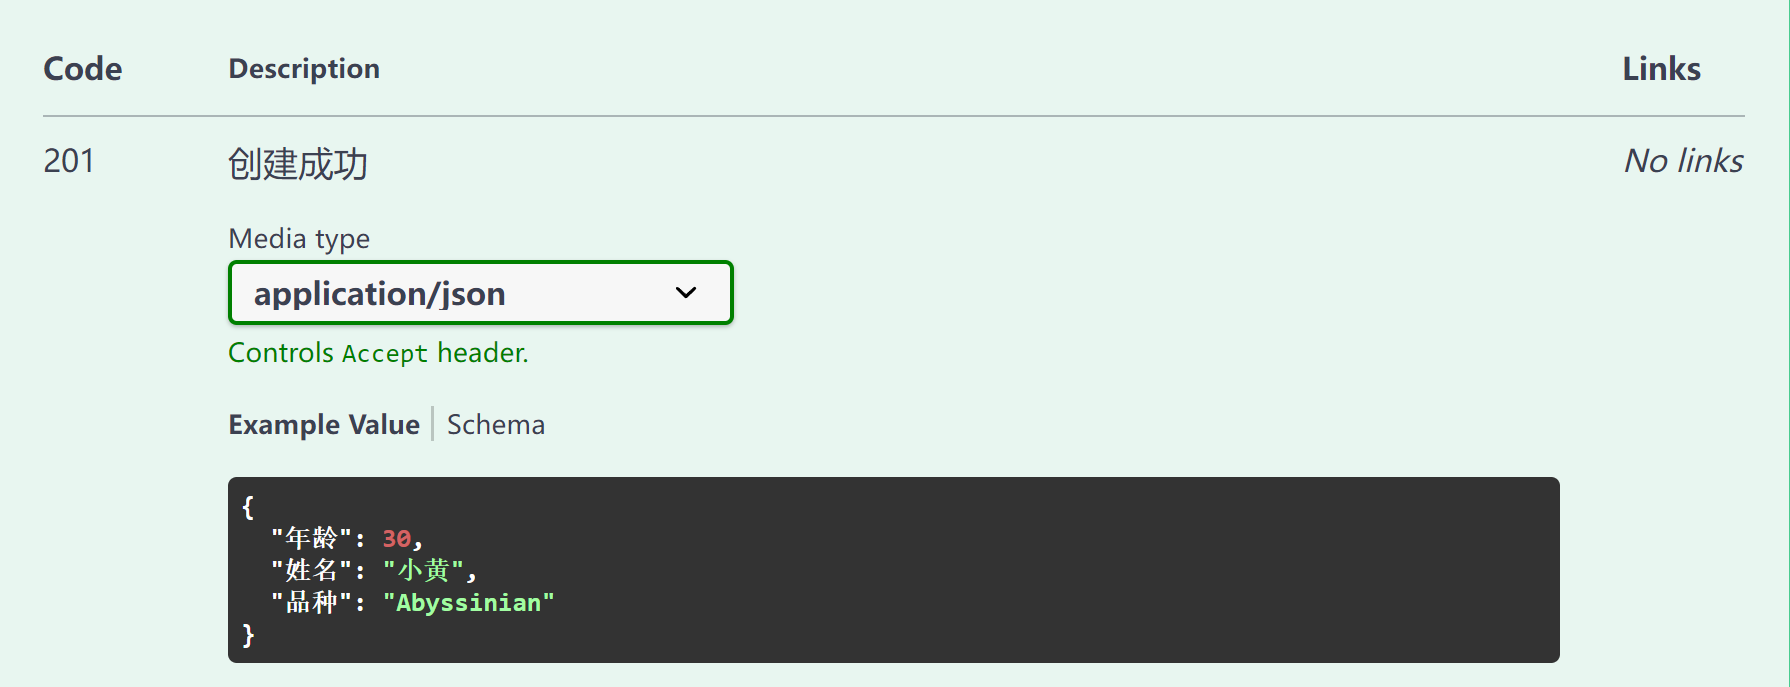 Code Description Links
201 创建成功 No links
Media type
application/json
Controls Accept header.
Example Value Schema
{
"年龄": 30,
"姓名": "小黄",
"品种": "Abyssinian"
}